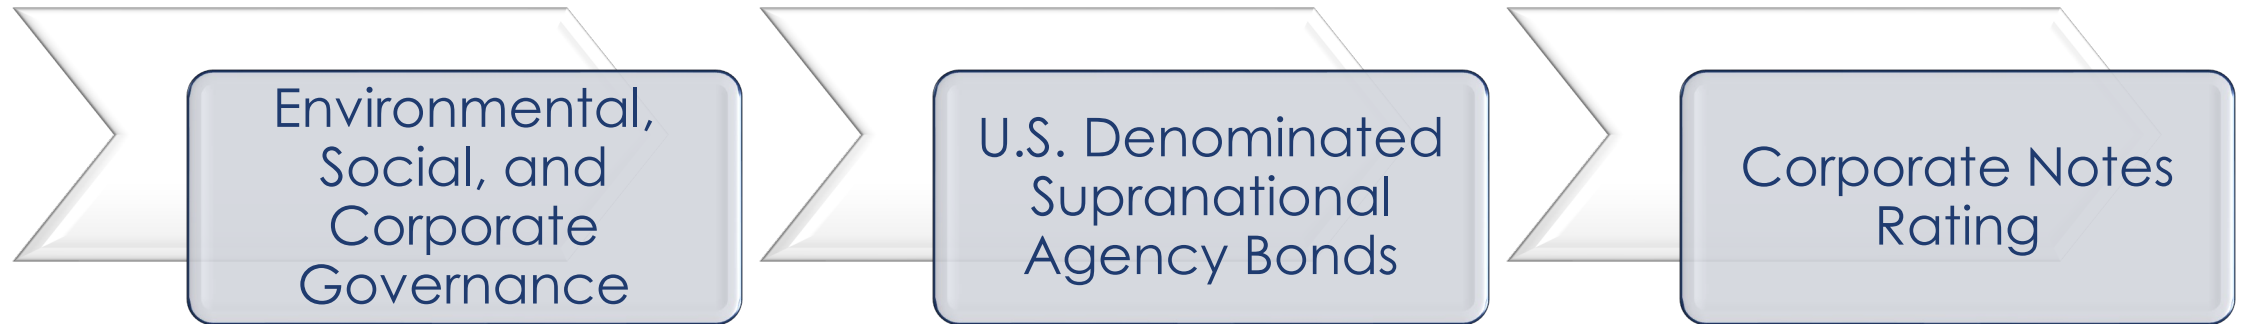 Environmental,
Social, and
Corporate
Governance
U.S. Denominated
Supranational
Agency Bonds
Corporate Notes
Rating